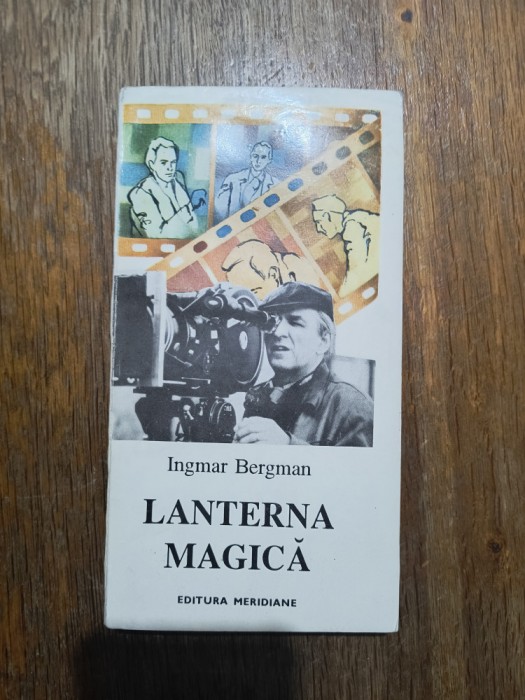 Ingmar Bergman
LANTERNA
MAGICĂ
EDITURA MERIDIANE